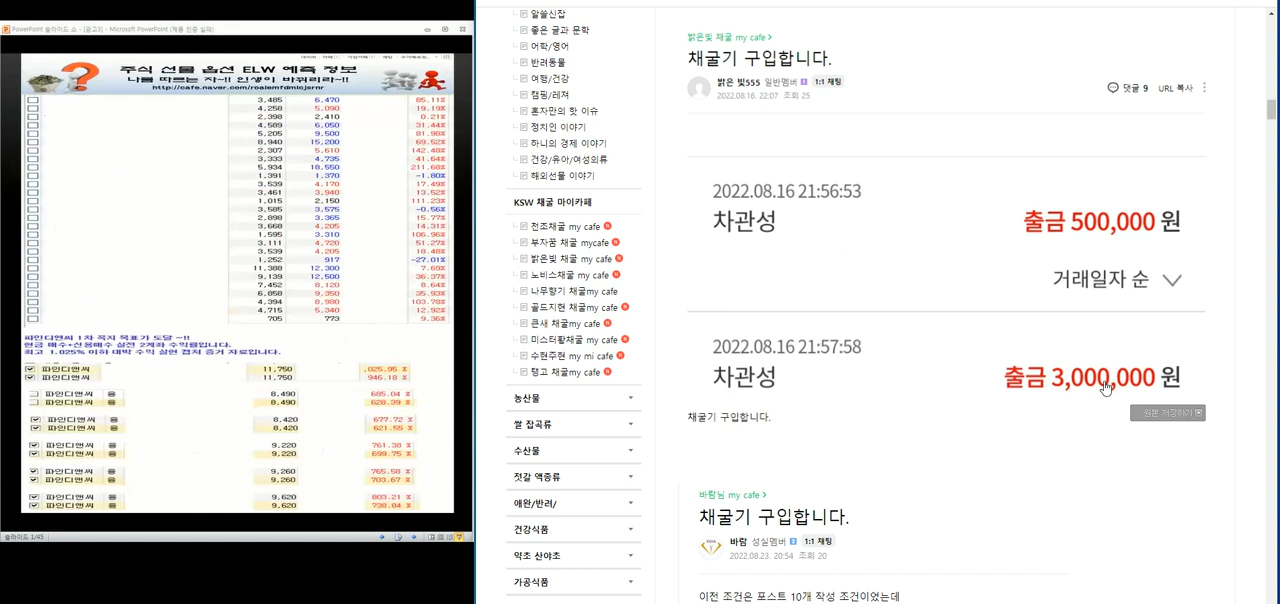 PowerPoint 슬라이드 쇼 - [광고3] - Microsoft PowerPoint (제품 인증 실패)
주식 선물 옵션 ELW 예측 정보
나를 따르는 자~!! 인생이 바뀌리라~!!
3,485 6,470 85.11%
4,258 5,090 19.19%
2,398 2,410 0.21%
4,589 6,050 31.44%
5,205 9,500 81.98%
8,940 15,200 69.52%
2,307 5,610 142.48%
3,333 4,735 41.64%
5,934 18,550 211.68%
1,391 1,370 -1.80%
3,539 4,170 17.49%
3,461 3,940 13.52%
1,015 2,150 111.23%
3,585 3,575 -0.56%
2,898 3,365 15.77%
3,668 4,205 14.31%
1,595 3,310 106.96%
3,111 4,720 51.27%
3,539 4,205 18.48%
1,252 917 -27.01%
11,388 12,300 7.69%
9,139 12,500 36.37%
7,452 8,120 8.64%
6,858 9,350 35.93%
4,394 8,980 103.78%
4,715 5,340 12.92%
705 773 9.36%
파인디앤씨 1차 쪽지 목표가 도달 ~!!
현금 매수+신용매수 실전 2계좌 수익률입니다.
최고 1.025% 이하 대박 수익 실현 캡처 증거 자료입니다.
파인디앤씨 11,750 ,025.95 %
파인디앤씨 11,750 946.18 %
파인디앤씨 8,490 685.04 %
파인디앤씨 8,490 628.39 %
파인디앤씨 8,420 677.72 %
파인디앤씨 8,420 621.55 %
파인디앤씨 9,220 761.38 %
파인디앤씨 9,220 699.75 %
파인디앤씨 9,260 765.58 %
파인디앤씨 9,260 703.67 %
파인디앤씨 9,620 803.21 %
파인디앤씨 9,620 738.84 %
슬라이드 1/45
알쓸신잡
좋은 글과 문학
어학/영어
반려동물
여행/건강
캠핑/레져
혼자만의 핫 이슈
정치인 이야기
하니의 경제 이야기
건강/유아/여성의류
해외선물 이야기
KSW 채굴 마이카페
전조채굴 my cafe N
부자꿈 채굴 mycafe N
밝은빛 채굴 my cafe N
노비스채굴 my cafe N
나무향기 채굴my cafe
골드지현 채굴my cafe N
큰새 채굴my cafe N
미스터황채굴 my cafe N
수현주현 my mi cafe N
탱고 채굴my cafe N
농산물
쌀 잡곡류
수산물
젓갈 액종류
애완/반려/
건강식품
약초 산야초
가공식품
밝은빛 채굴 my cafe >
채굴기 구입합니다.
밝은 빛555 일반멤버 1 1:1 채팅
2022.08.16. 22:07 조회 25
댓글 9 URL 복사
2022.08.16 21:56:53
차관성 출금 500,000 원
거래일자 순
2022.08.16 21:57:58
차관성 출금 3,000,000 원
원본 저장하기
채굴기 구입합니다.
바람님 my cafe >
채굴기 구입합니다.
바람 성실멤버 1:1 채팅
2022.08.23. 20:54 조회 20
이전 조건은 포스트 10개 작성 조건이었는데